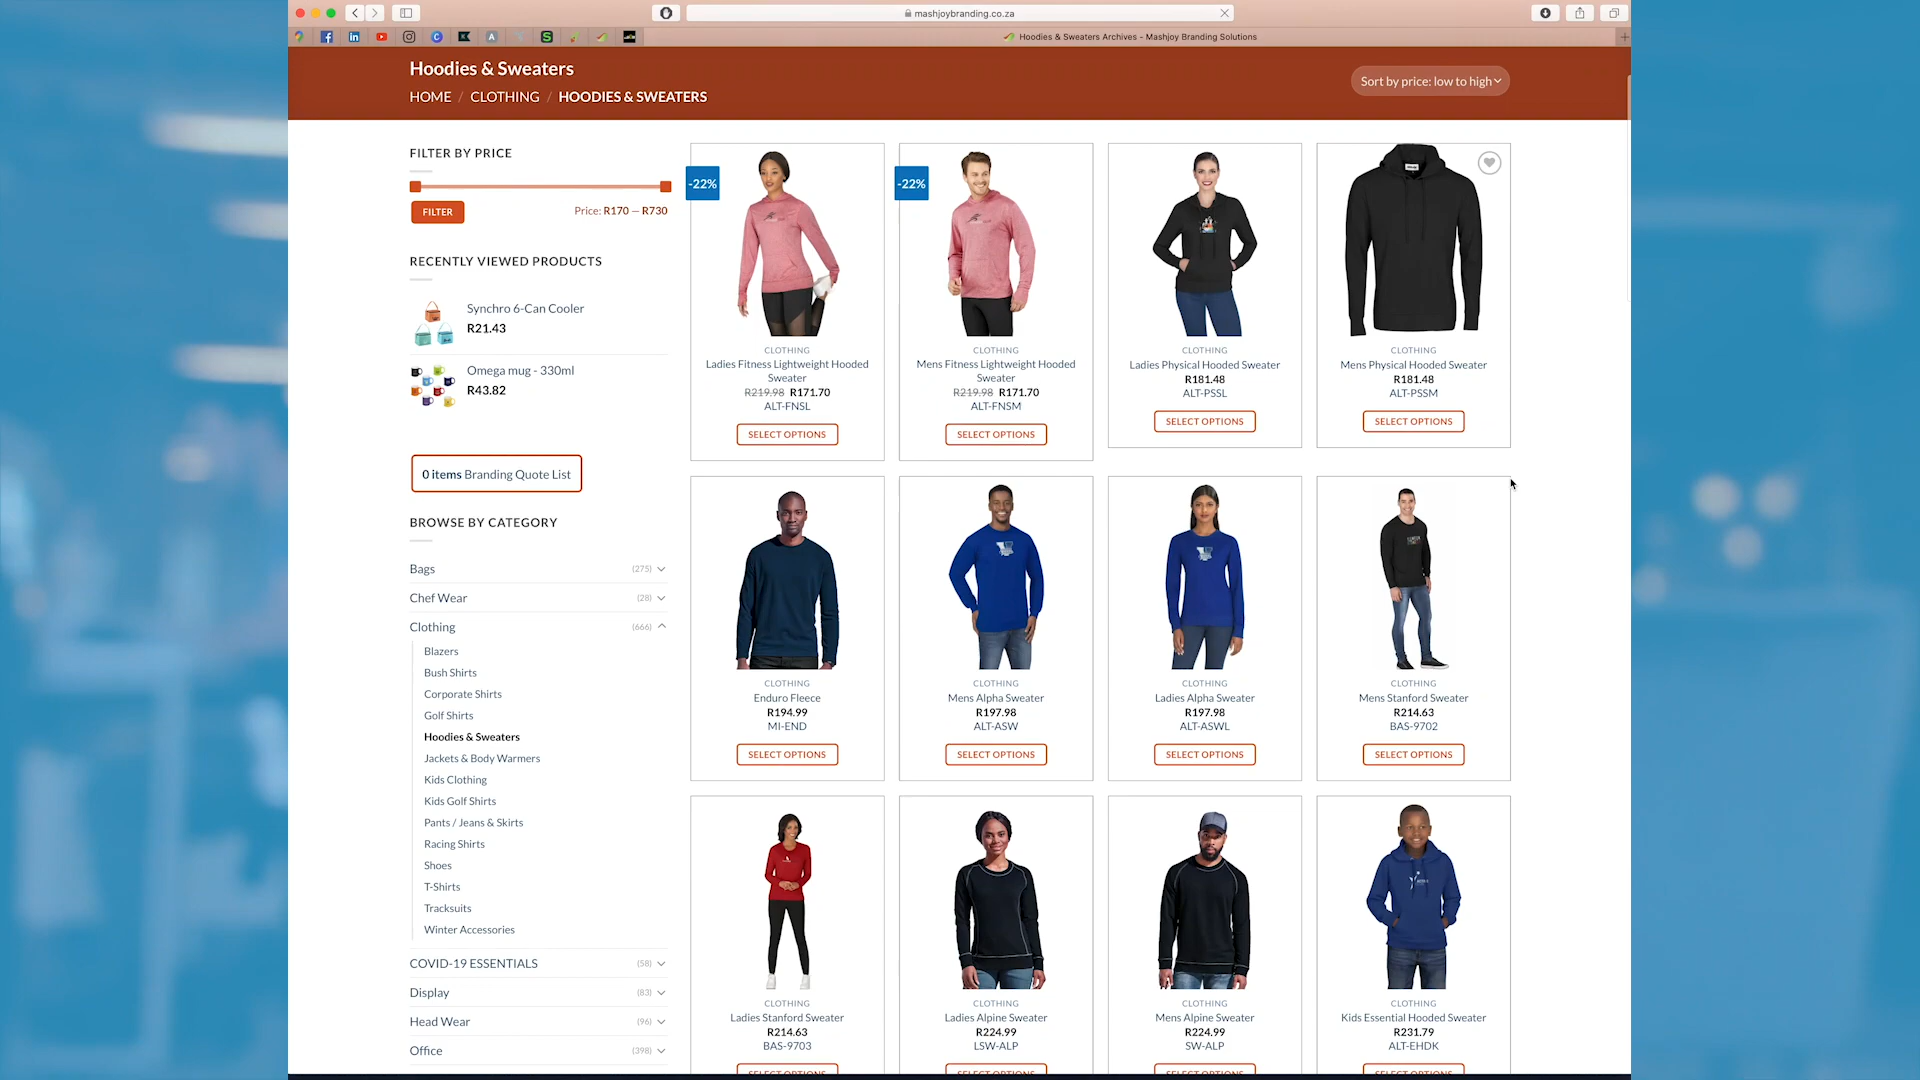 mashjoybranding.co.za
Hoodies & Sweaters Archives - Mashjoy Branding Solutions
Hoodies & Sweaters
HOME / CLOTHING / HOODIES & SWEATERS
Sort by price: low to high
FILTER BY PRICE
FILTER
Price: R170 — R730
RECENTLY VIEWED PRODUCTS
Synchro 6-Can Cooler
R21.43
Omega mug - 330ml
R43.82
0 items Branding Quote List
BROWSE BY CATEGORY
Bags (275)
Chef Wear (28)
Clothing (666)
Blazers
Bush Shirts
Corporate Shirts
Golf Shirts
Hoodies & Sweaters
Jackets & Body Warmers
Kids Clothing
Kids Golf Shirts
Pants / Jeans & Skirts
Racing Shirts
Shoes
T-Shirts
Tracksuits
Winter Accessories
COVID-19 ESSENTIALS (58)
Display (83)
Head Wear (96)
Office (398)
-22%
CLOTHING
Ladies Fitness Lightweight Hooded
Sweater
R219.98 R171.70
ALT-FNSL
SELECT OPTIONS
-22%
CLOTHING
Mens Fitness Lightweight Hooded
Sweater
R219.98 R171.70
ALT-FNSM
SELECT OPTIONS
CLOTHING
Ladies Physical Hooded Sweater
R181.48
ALT-PSSL
SELECT OPTIONS
CLOTHING
Mens Physical Hooded Sweater
R181.48
ALT-PSSM
SELECT OPTIONS
CLOTHING
Enduro Fleece
R194.99
MI-END
SELECT OPTIONS
CLOTHING
Mens Alpha Sweater
R197.98
ALT-ASW
SELECT OPTIONS
CLOTHING
Ladies Alpha Sweater
R197.98
ALT-ASWL
SELECT OPTIONS
CLOTHING
Mens Stanford Sweater
R214.63
BAS-9702
SELECT OPTIONS
CLOTHING
Ladies Stanford Sweater
R214.63
BAS-9703
SELECT OPTIONS
CLOTHING
Ladies Alpine Sweater
R224.99
LSW-ALP
SELECT OPTIONS
CLOTHING
Mens Alpine Sweater
R224.99
SW-ALP
SELECT OPTIONS
CLOTHING
Kids Essential Hooded Sweater
R231.79
ALT-EHDK
SELECT OPTIONS